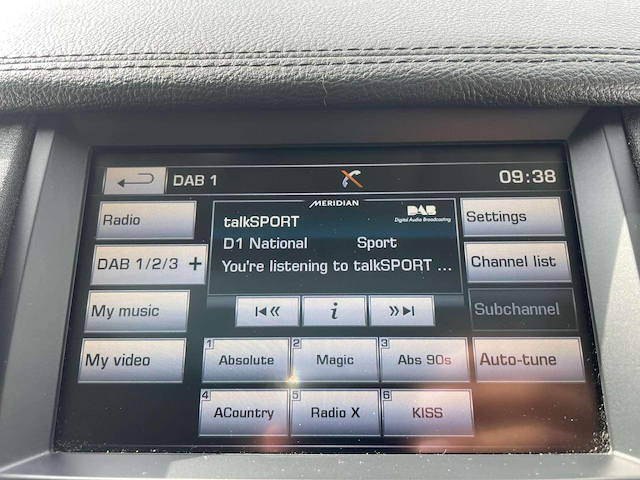 DAB 1
09:38
Radio
MERIDIAN
talkSPORT
DAB
Digital Audio Broadcasting
Settings
DAB 1/2/3 +
D1 National Sport
You're listening to talkSPORT ...
Channel list
My music
i
Subchannel
My video
1 Absolute
2 Magic
3 Abs 90s
Auto-tune
4 ACountry
5 Radio X
6 KISS